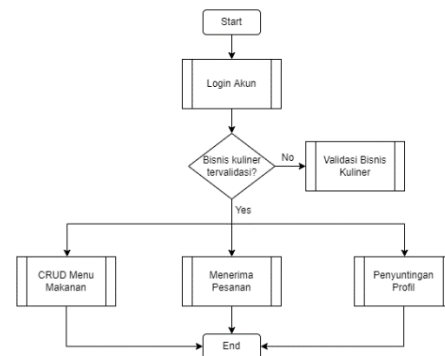 Start
Login Akun
Bisnis kuliner
tervalidasi?
No
Validasi Bisnis
Kuliner
Yes
CRUD Menu
Makanan
Menerima
Pesanan
Penyuntingan
Profil
End